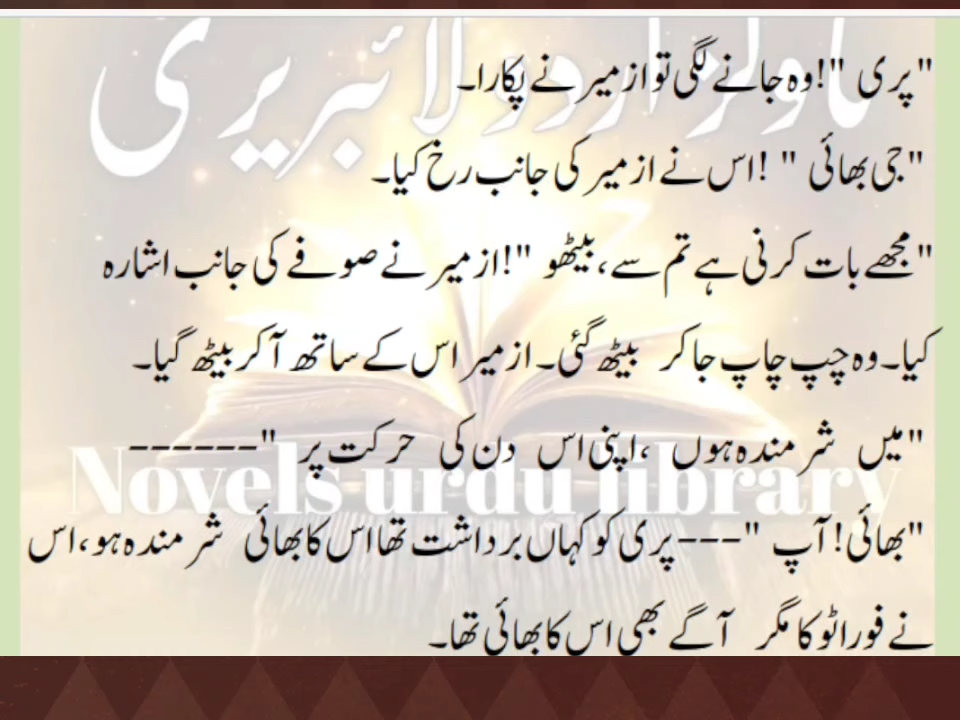 ناولز اردو لائبریری
"پری "!وہ جانے لگی تو ازمیر نے پکارا۔
"جی بھائی " !اس نے ازمیر کی جانب رخ کیا۔
"مجھے بات کرنی ہے تم سے، بیٹھو "!ازمیر نے صوفے کی جانب اشارہ
کیا۔ وہ چپ چاپ جا کر بیٹھ گئی۔ ازمیر اس کے ساتھ آ کر بیٹھ گیا۔
"میں شرمندہ ہوں ،اپنی اس دن کی حرکت پر "------
Novels urdu library
"بھائی! آپ "--- پری کو کہاں برداشت تھا اس کا بھائی شرمندہ ہو، اس
نے فورا ٹوکا مگر آگے بھی اس کا بھائی تھا۔